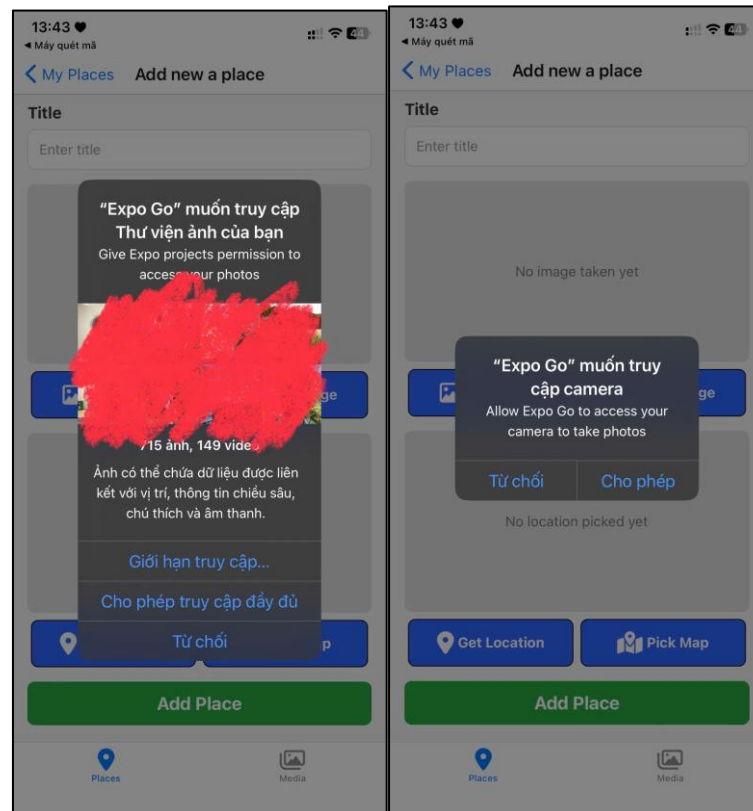 13:43
44
Máy quét mã
My Places
Add new a place
Title
Enter title
“Expo Go” muốn truy cập
Thư viện ảnh của bạn
Give Expo projects permission to
access your photos
ge
715 ảnh, 149 video
Ảnh có thể chứa dữ liệu được liên
kết với vị trí, thông tin chiều sâu,
chú thích và âm thanh.
Giới hạn truy cập...
Cho phép truy cập đầy đủ
Từ chối
p
Add Place
Places
Media
13:43
44
Máy quét mã
My Places
Add new a place
Title
Enter title
No image taken yet
ge
“Expo Go” muốn truy
cập camera
Allow Expo Go to access your
camera to take photos
Từ chối
Cho phép
No location picked yet
Get Location
Pick Map
Add Place
Places
Media